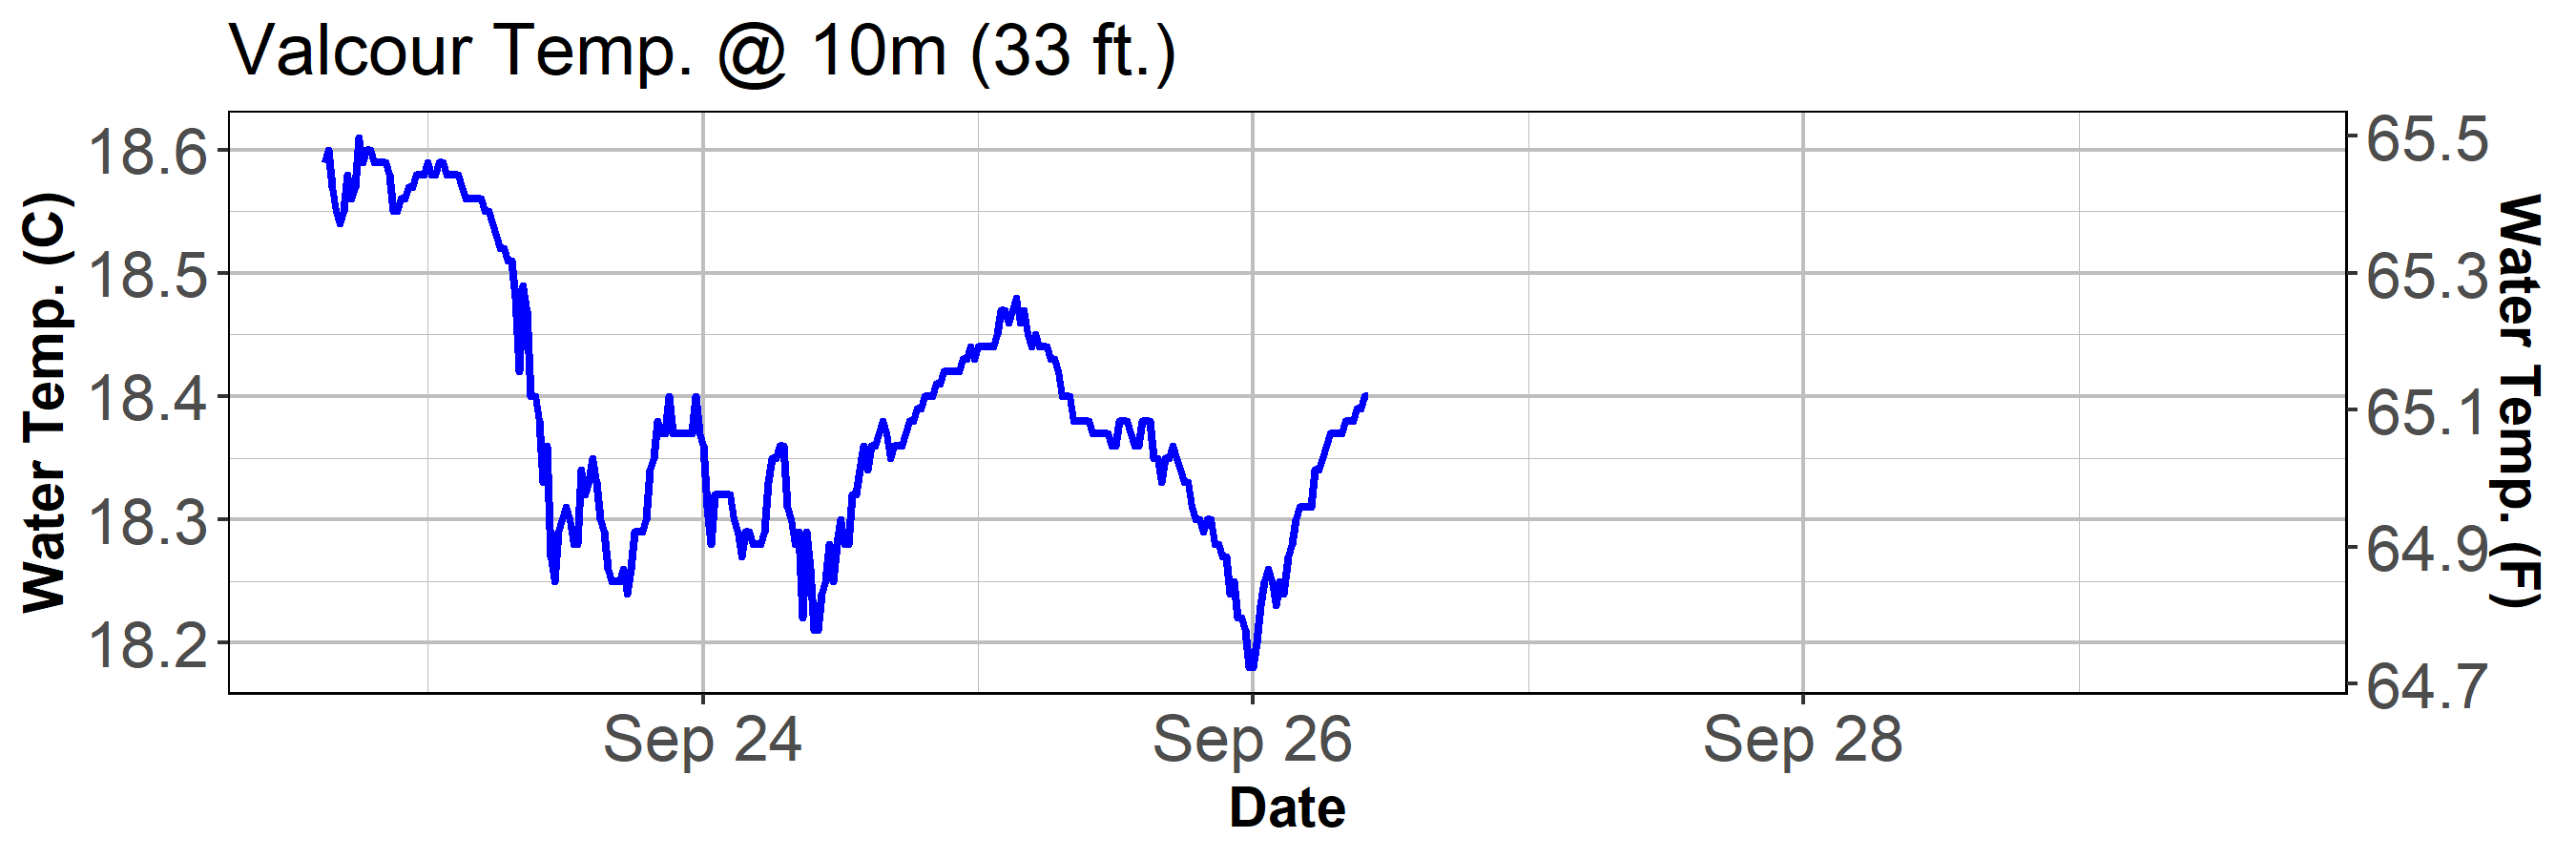 Valcour Temp. @ 10m (33 ft.)
Water Temp. (C)
18.6
18.5
18.4
18.3
18.2
65.5
65.3
65.1
64.9
64.7
Water Temp. (F)
Sep 24
Sep 26
Sep 28
Date